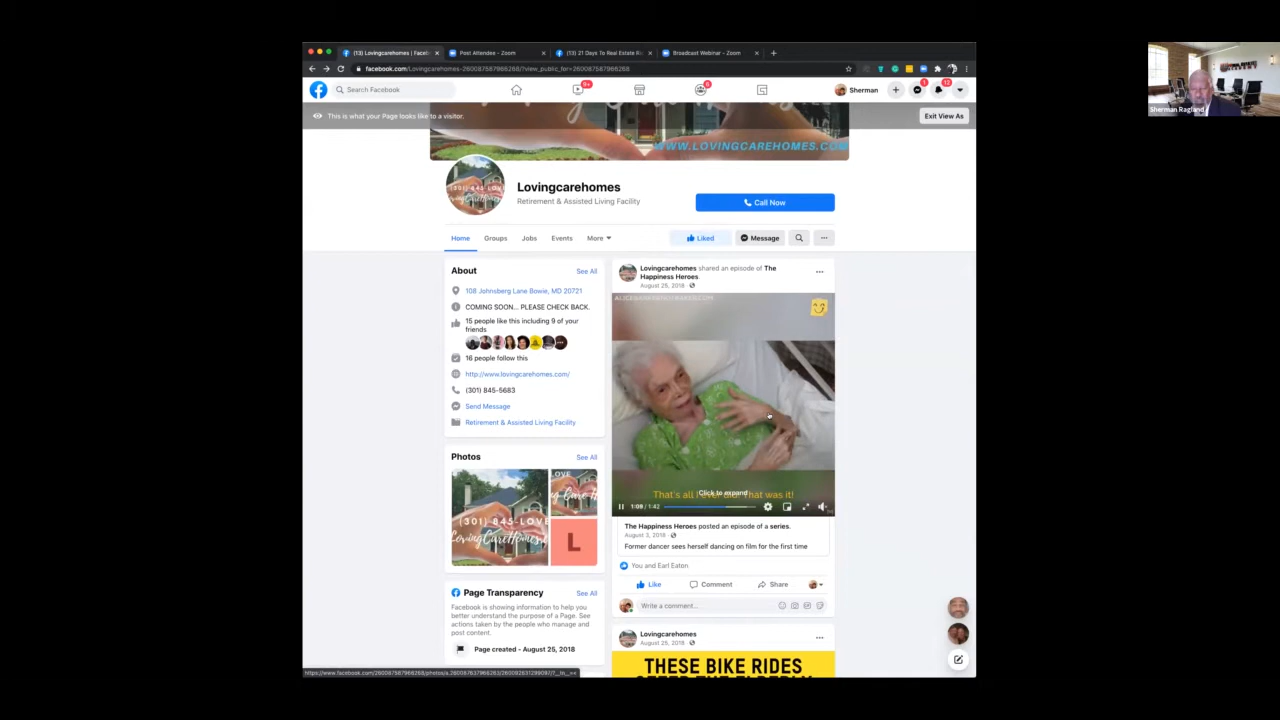 (13) Lovingcarehomes | Faceb
Post Attendee - Zoom
(13) 21 Days To Real Estate R
Broadcast Webinar - Zoom
facebook.com/Lovingcarehomes-260087587966268/?view_public_for=260087587966268
Search Facebook
9+
6
Sherman
1
12
This is what your Page looks like to a visitor.
Exit View As
WWW.LOVINGCAREHOMES.COM
Sherman Ragland
Lovingcarehomes
Retirement & Assisted Living Facility
Call Now
Home
Groups
Jobs
Events
More
Liked
Message
About
See All
108 Johnsberg Lane Bowie, MD 20721
COMING SOON... PLEASE CHECK BACK.
15 people like this including 9 of your
friends
16 people follow this
http://www.lovingcarehomes.com/
(301) 845-5683
Send Message
Retirement & Assisted Living Facility
Photos
See All
(301) 845-LOVE
LovingCareHomes.
L
Page Transparency
See All
Facebook is showing information to help you
better understand the purpose of a Page. See
actions taken by the people who manage and
post content.
Page created - August 25, 2018
Lovingcarehomes shared an episode of The
Happiness Heroes.
August 25, 2018
That's all I ever did. That was it!
Click to expand
1:08 / 1:42
The Happiness Heroes posted an episode of a series.
August 3, 2018
Former dancer sees herself dancing on film for the first time
You and Earl Eaton
Like
Comment
Share
Write a comment...
Lovingcarehomes
August 25, 2018
THESE BIKE RIDES